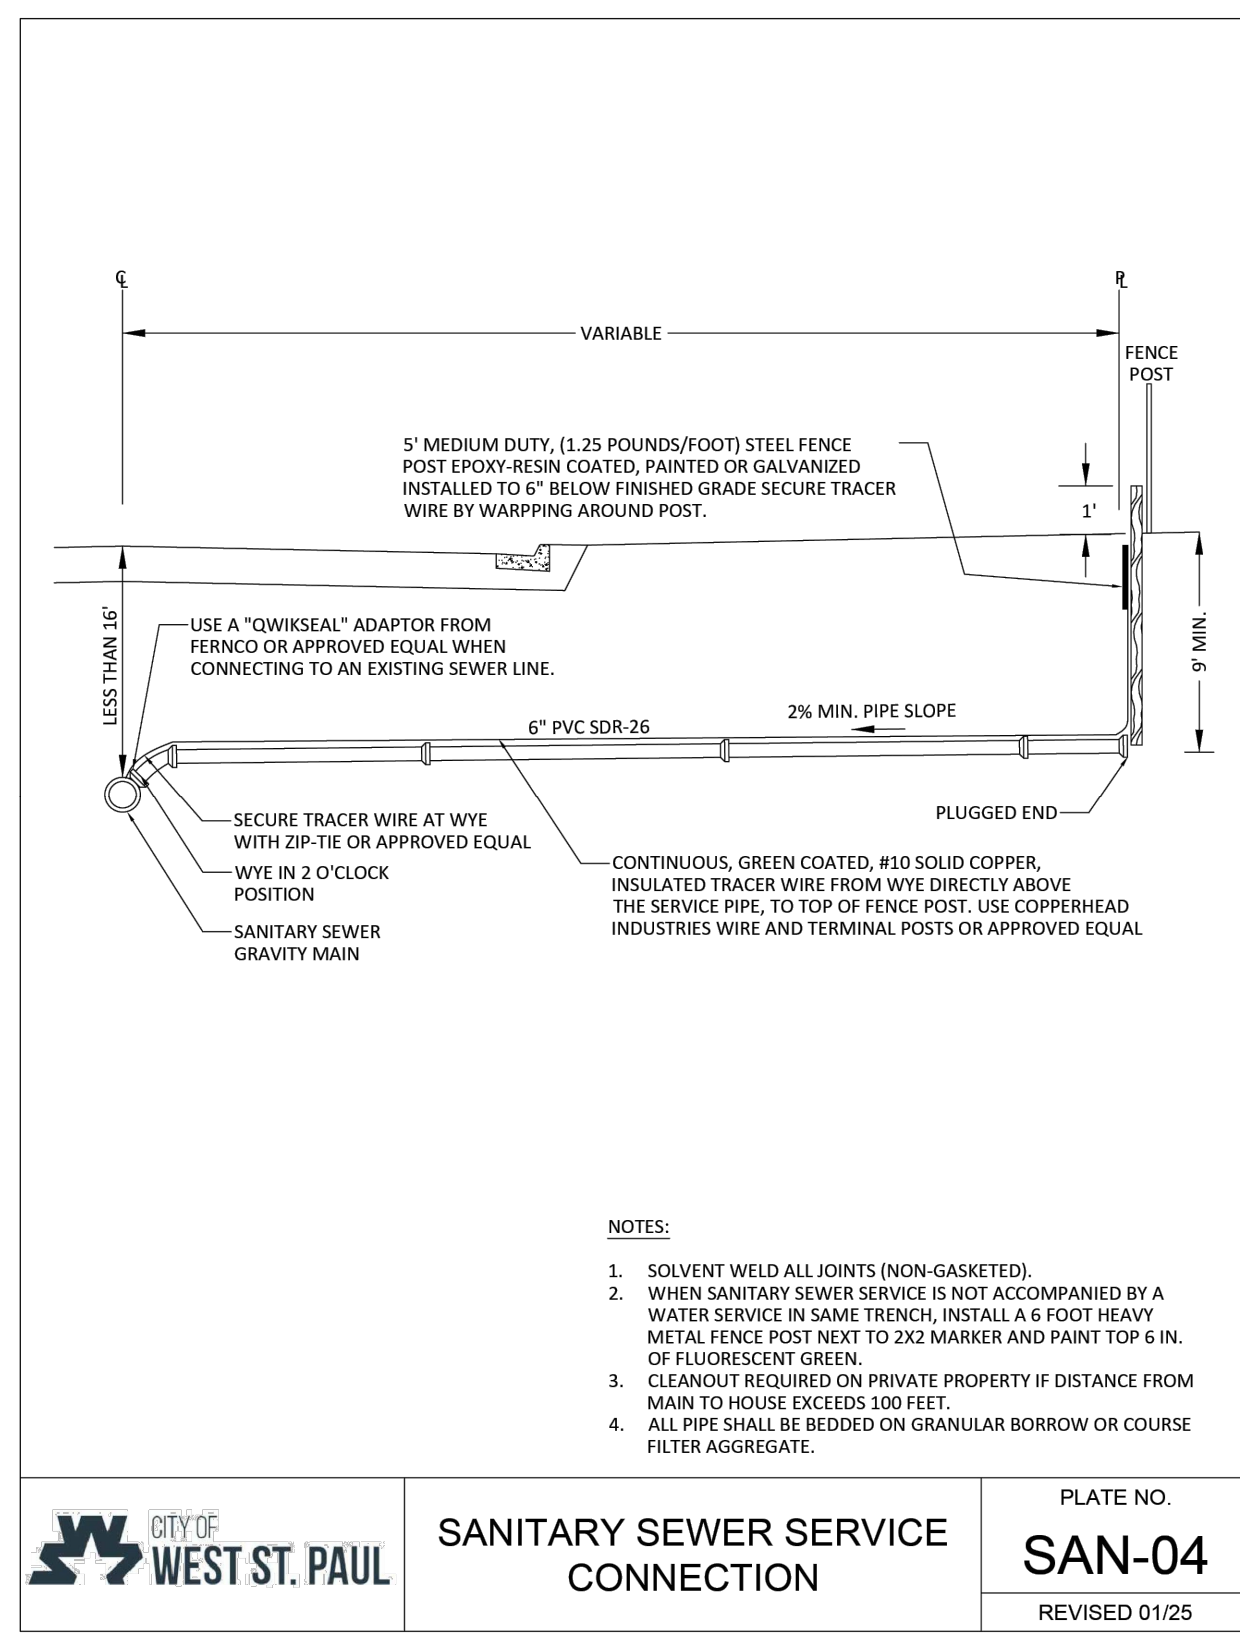 CL
PL
VARIABLE
FENCE
POST
5' MEDIUM DUTY, (1.25 POUNDS/FOOT) STEEL FENCE
POST EPOXY-RESIN COATED, PAINTED OR GALVANIZED
INSTALLED TO 6" BELOW FINISHED GRADE SECURE TRACER
WIRE BY WARPPING AROUND POST.
1'
LESS THAN 16'
9' MIN.
USE A "QWIKSEAL" ADAPTOR FROM
FERNCO OR APPROVED EQUAL WHEN
CONNECTING TO AN EXISTING SEWER LINE.
6" PVC SDR-26
2% MIN. PIPE SLOPE
PLUGGED END
SECURE TRACER WIRE AT WYE
WITH ZIP-TIE OR APPROVED EQUAL
WYE IN 2 O'CLOCK
POSITION
SANITARY SEWER
GRAVITY MAIN
CONTINUOUS, GREEN COATED, #10 SOLID COPPER,
INSULATED TRACER WIRE FROM WYE DIRECTLY ABOVE
THE SERVICE PIPE, TO TOP OF FENCE POST. USE COPPERHEAD
INDUSTRIES WIRE AND TERMINAL POSTS OR APPROVED EQUAL
NOTES:
1. SOLVENT WELD ALL JOINTS (NON-GASKETED).
2. WHEN SANITARY SEWER SERVICE IS NOT ACCOMPANIED BY A
WATER SERVICE IN SAME TRENCH, INSTALL A 6 FOOT HEAVY
METAL FENCE POST NEXT TO 2X2 MARKER AND PAINT TOP 6 IN.
OF FLUORESCENT GREEN.
3. CLEANOUT REQUIRED ON PRIVATE PROPERTY IF DISTANCE FROM
MAIN TO HOUSE EXCEEDS 100 FEET.
4. ALL PIPE SHALL BE BEDDED ON GRANULAR BORROW OR COURSE
FILTER AGGREGATE.
CITY OF
WEST ST. PAUL
SANITARY SEWER SERVICE
CONNECTION
PLATE NO.
SAN-04
REVISED 01/25